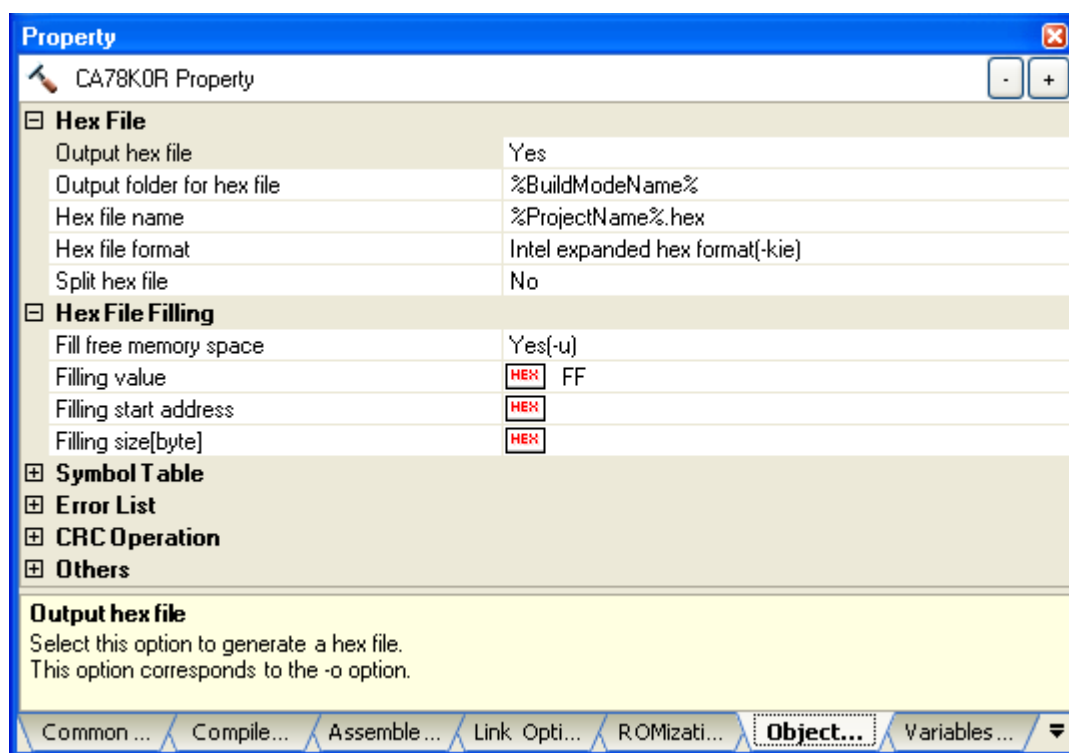 Property
CA78K0R Property
- +
Hex File
Output hex file Yes
Output folder for hex file %BuildModeName%
Hex file name %ProjectName%.hex
Hex file format Intel expanded hex format(-kie)
Split hex file No
Hex File Filling
Fill free memory space Yes(-u)
Filling value HEX FF
Filling start address HEX
Filling size[byte] HEX
Symbol Table
Error List
CRC Operation
Others
Output hex file
Select this option to generate a hex file.
This option corresponds to the -o option.
Common ... Compile... Assemble ... Link Opti... ROMizati... Object... Variables...